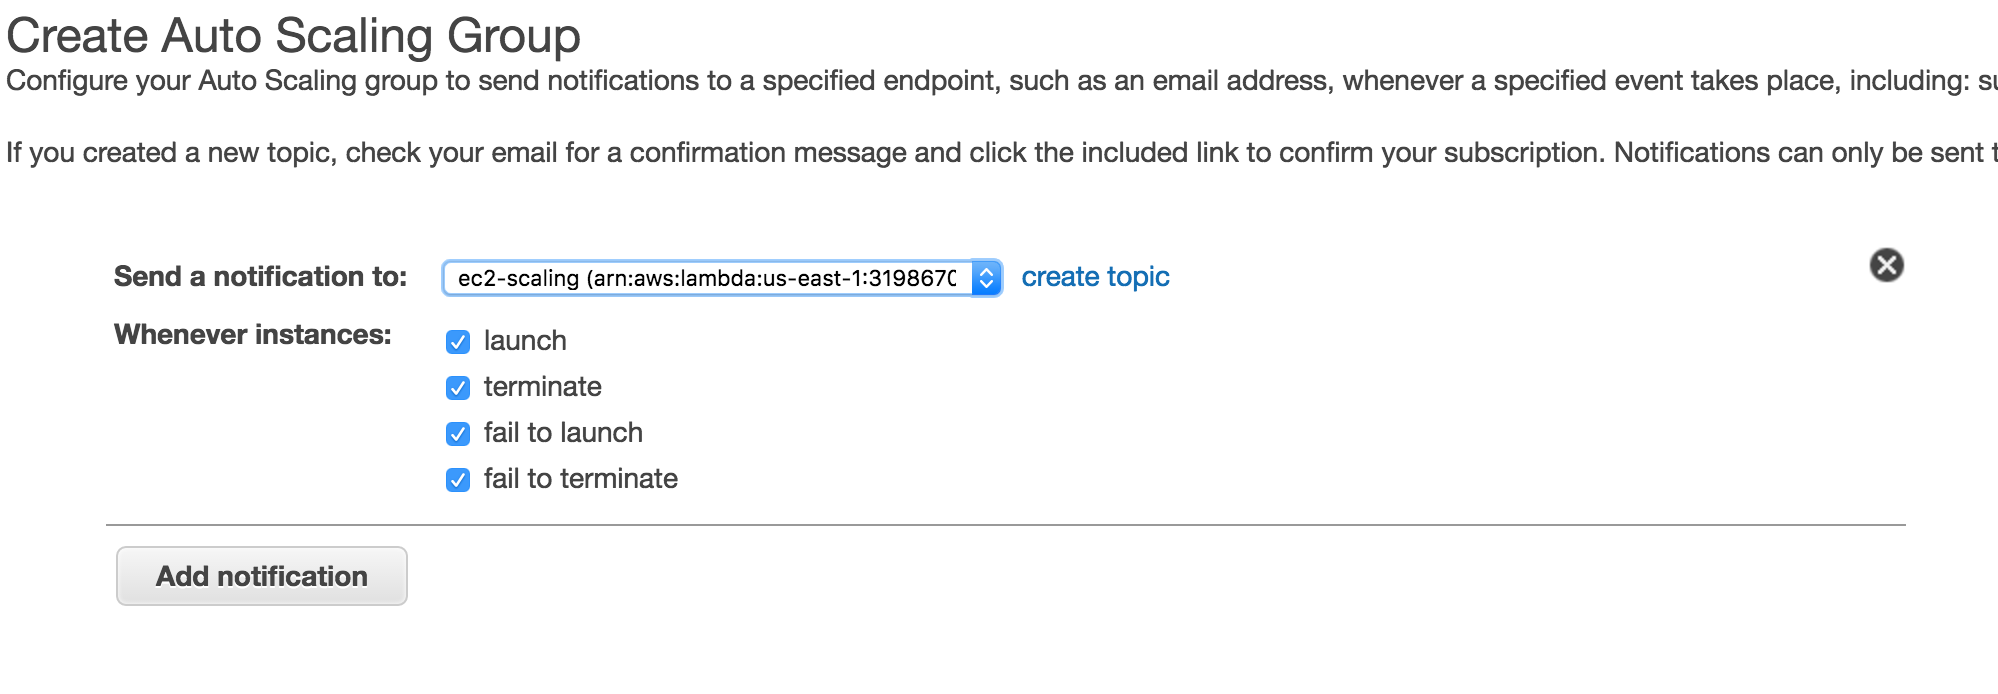 Create Auto Scaling Group
Configure your Auto Scaling group to send notifications to a specified endpoint, such as an email address, whenever a specified event takes place, including:
If you created a new topic, check your email for a confirmation message and click the included link to confirm your subscription. Notifications can only be sent
Send a notification to: ec2-scaling (arn:aws:lambda:us-east-1:319867 create topic
Whenever instances: launch
terminate
fail to launch
fail to terminate
Add notification